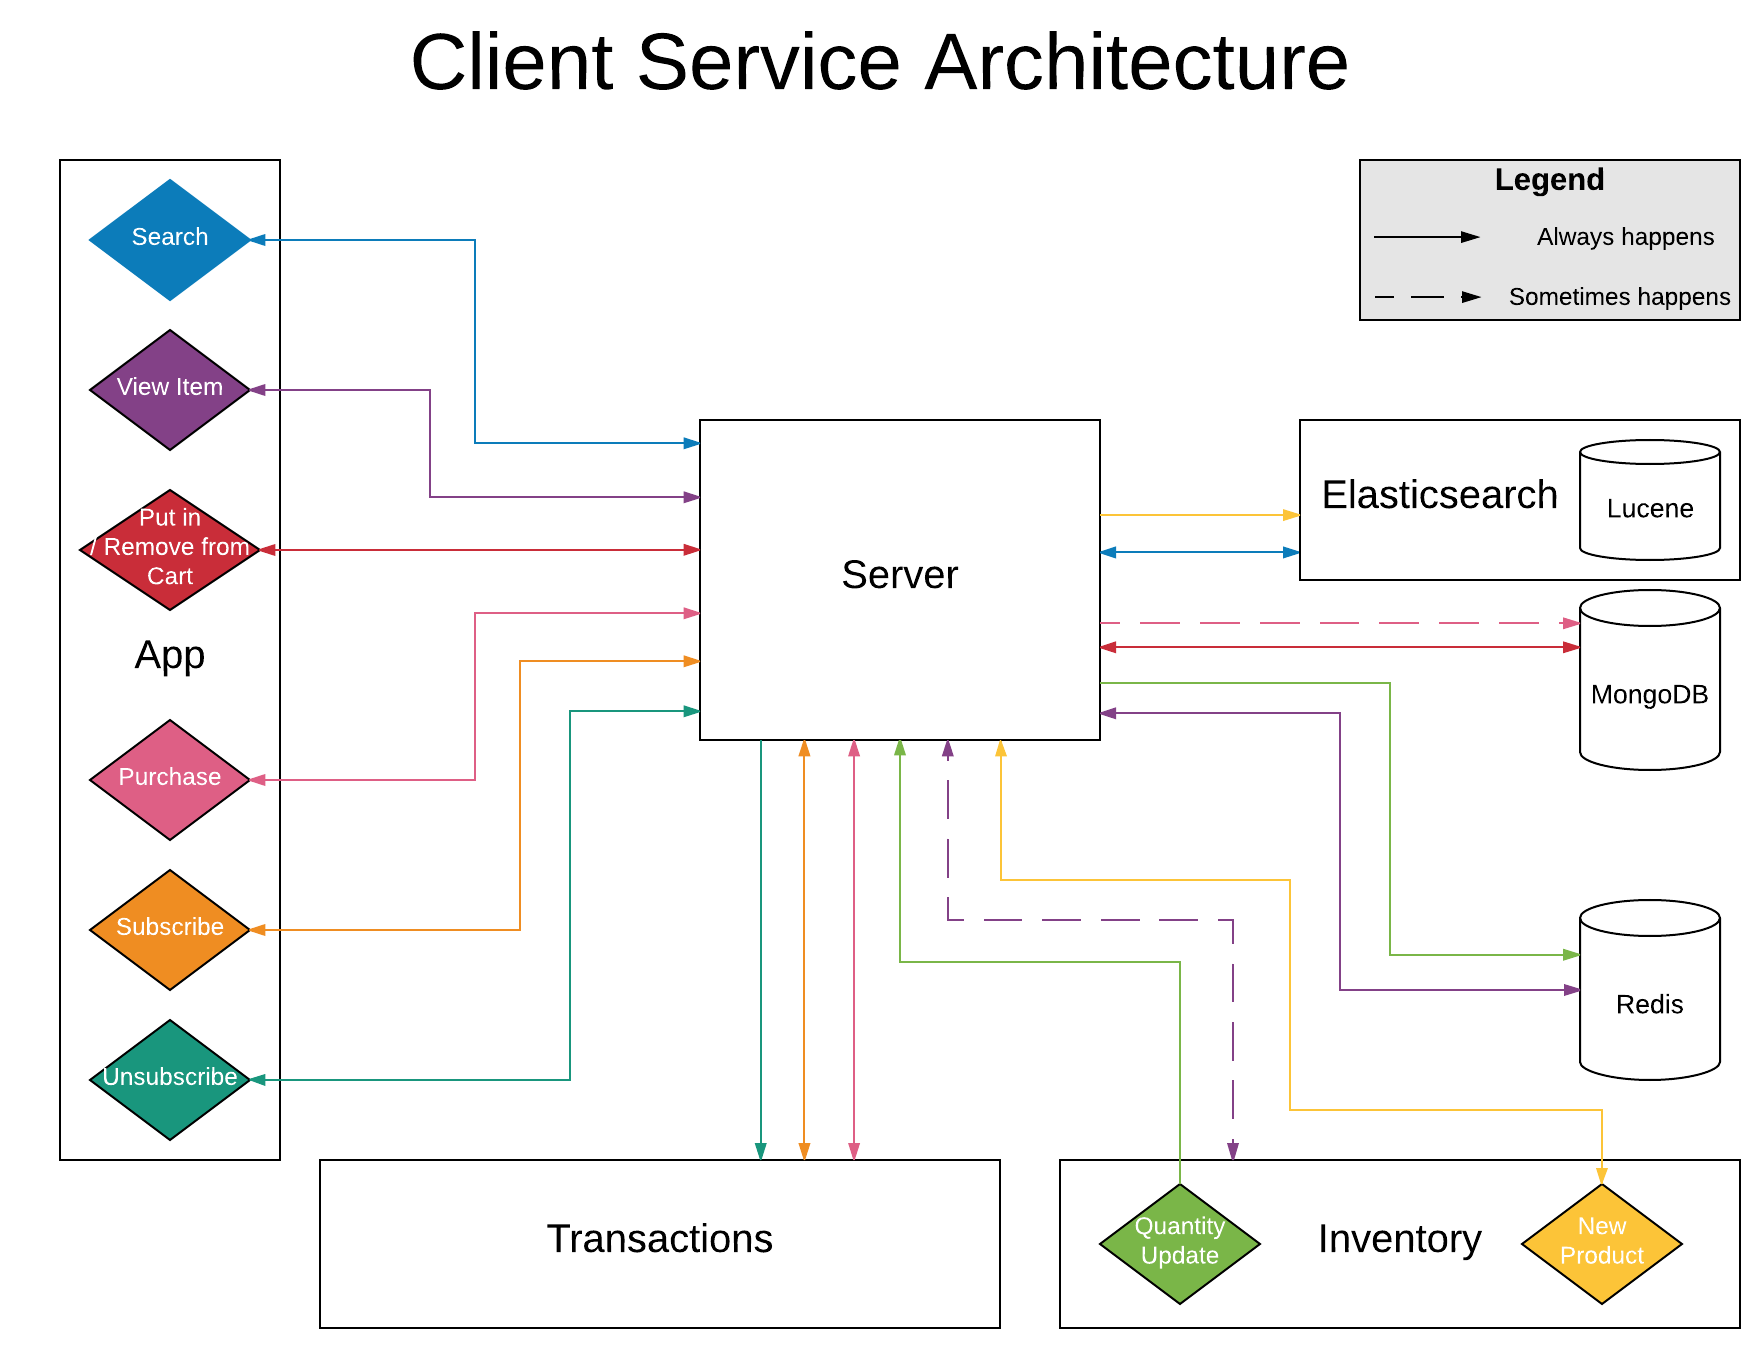 Client Service Architecture
Legend
Always happens
Sometimes happens
Search
View Item
Put in
/ Remove from
Cart
App
Purchase
Subscribe
Unsubscribe
Server
Elasticsearch
Lucene
MongoDB
Redis
Transactions
Quantity
Update
Inventory
New
Product